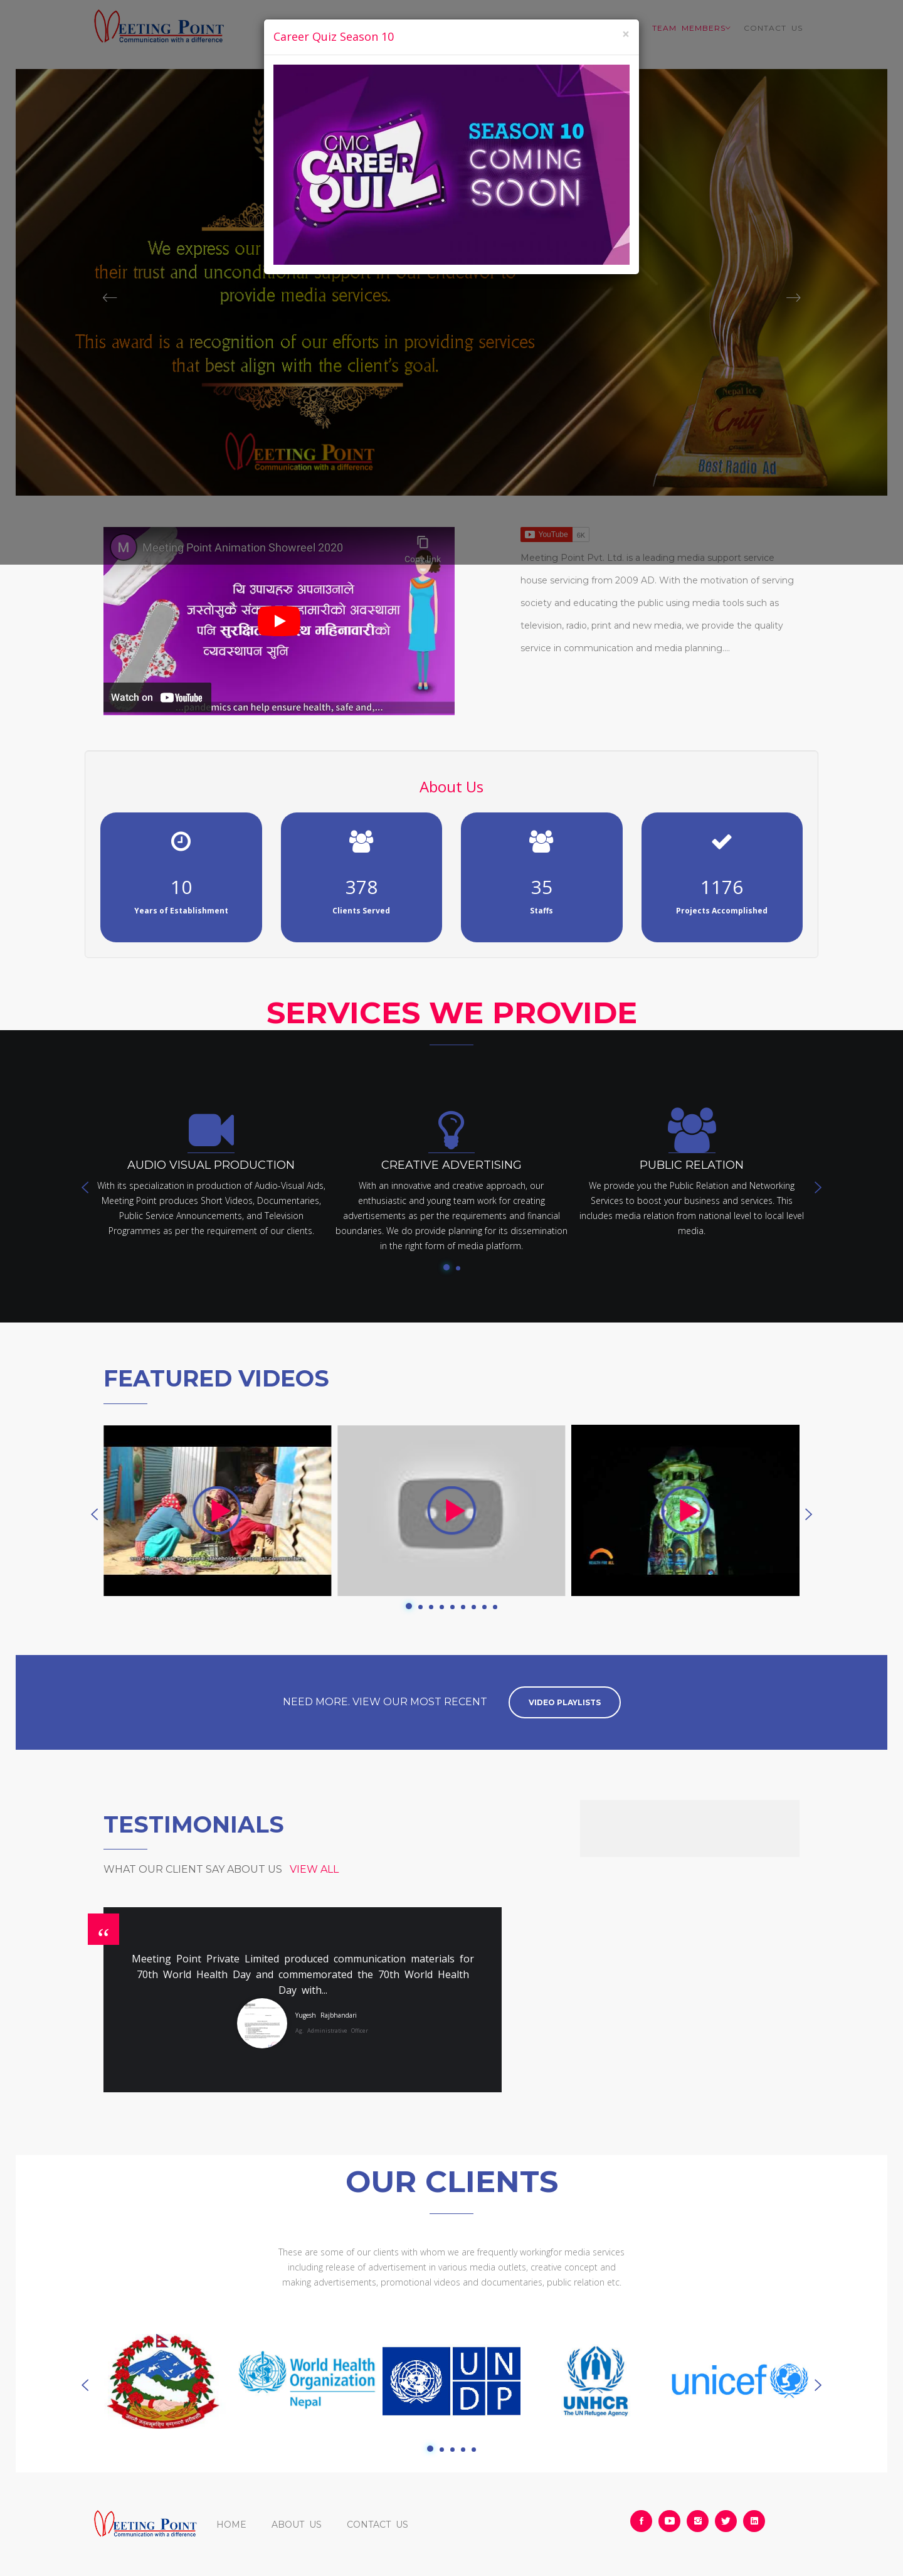 MEETING POINT
Communication with a difference
TEAM MEMBERS
CONTACT US
Career Quiz Season 10
×
CMC
CAREER
QUIZ
SEASON 10
COMING
SOON
We express our
their trust and unconditional support in our endeavor to
provide media services.
This award is a recognition of our efforts in providing services
that best align with the client's goal.
MEETING POINT
Communication with a difference
Crity
Best Radio Ad
M
Meeting Point Animation Showreel 2020
Copy link
यि उपायहरु अपनाउनाले
पनि सुरक्षित
व्यवस्थापन सुनि
Watch on YouTube
...pandemics can help ensure health, safe and,...
YouTube 6K
Meeting Point Pvt. Ltd. is a leading media support service
house servicing from 2009 AD. With the motivation of serving
society and educating the public using media tools such as
television, radio, print and new media, we provide the quality
service in communication and media planning....
About Us
10
Years of Establishment
378
Clients Served
35
Staffs
1176
Projects Accomplished
SERVICES WE PROVIDE
AUDIO VISUAL PRODUCTION
With its specialization in production of Audio-Visual Aids,
Meeting Point produces Short Videos, Documentaries,
Public Service Announcements, and Television
Programmes as per the requirement of our clients.
CREATIVE ADVERTISING
With an innovative and creative approach, our
enthusiastic and young team work for creating
advertisements as per the requirements and financial
boundaries. We do provide planning for its dissemination
in the right form of media platform.
PUBLIC RELATION
We provide you the Public Relation and Networking
Services to boost your business and services. This
includes media relation from national level to local level
media.
FEATURED VIDEOS
HEALTH FOR ALL
NEED MORE. VIEW OUR MOST RECENT
VIDEO PLAYLISTS
TESTIMONIALS
WHAT OUR CLIENT SAY ABOUT US VIEW ALL
“
Meeting Point Private Limited produced communication materials for
70th World Health Day and commemorated the 70th World Health
Day with...
Yugesh Rajbhandari
Ag. Administrative Officer
OUR CLIENTS
These are some of our clients with whom we are frequently workingfor media services
including release of advertisement in various media outlets, creative concept and
making advertisements, promotional videos and documentaries, public relation etc.
World Health
Organization
Nepal
UN
DP
UNHCR
The UN Refugee Agency
unicef
MEETING POINT
Communication with a difference
HOME
ABOUT US
CONTACT US